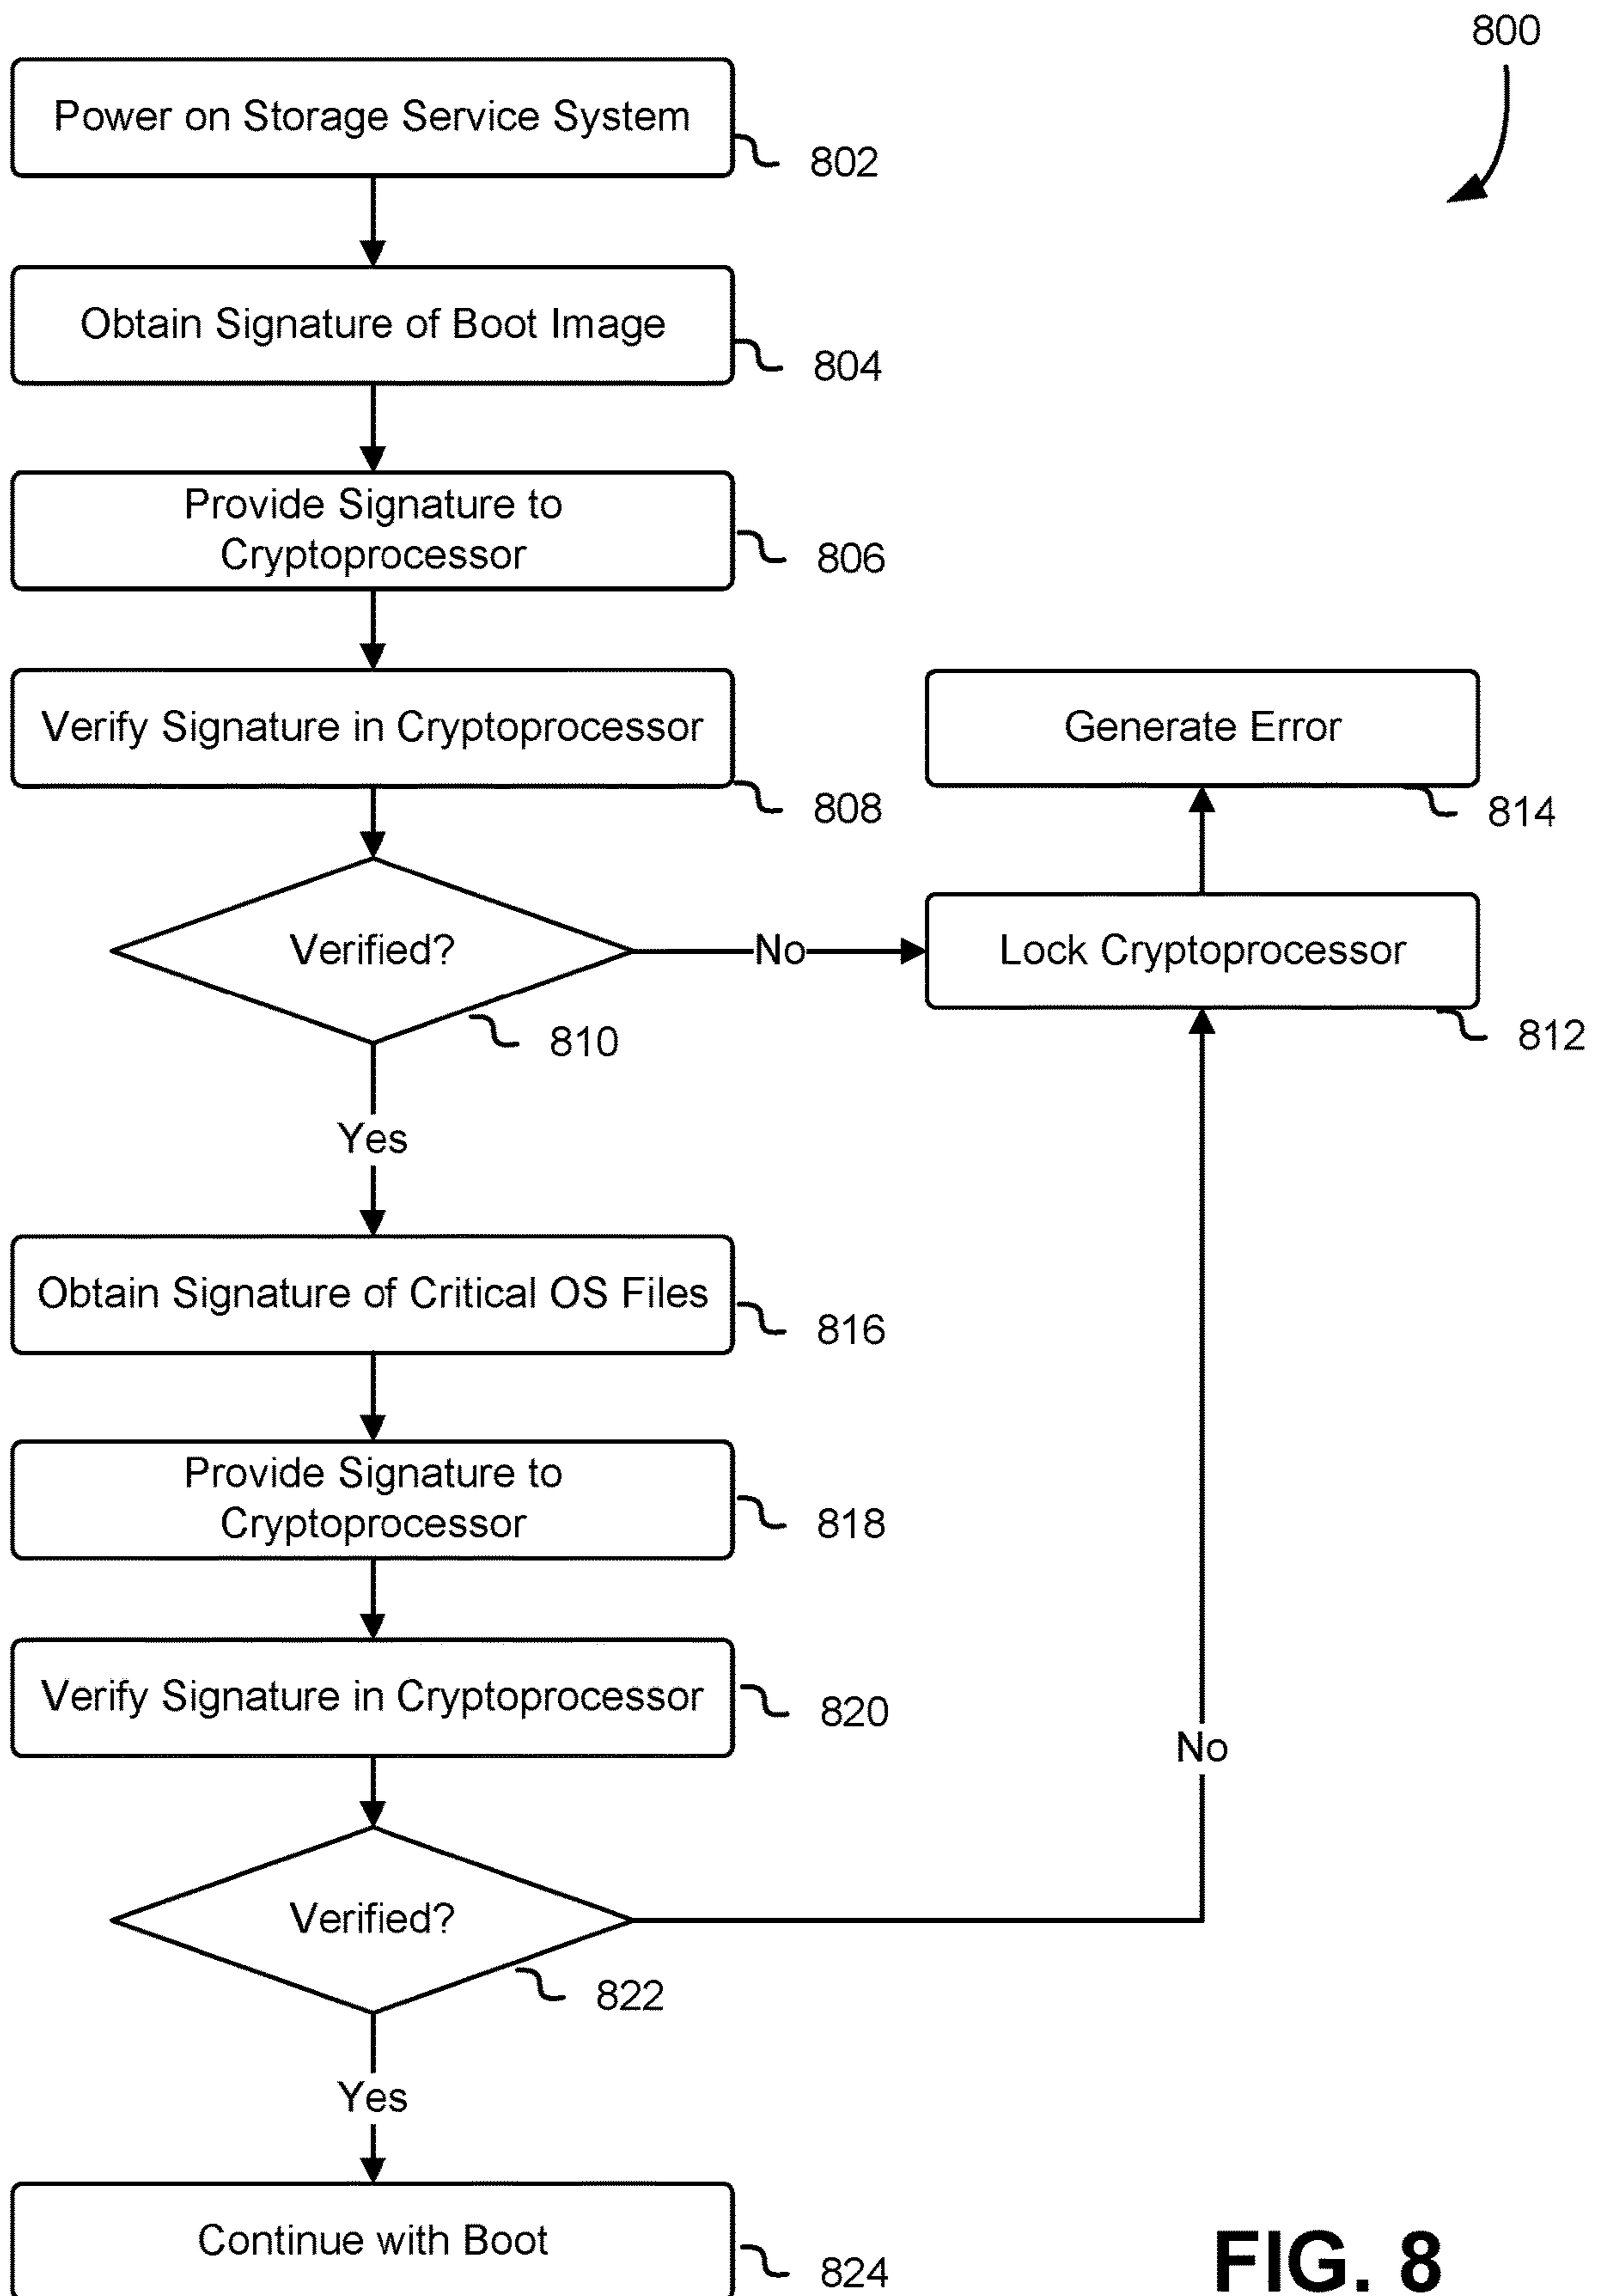 800
Power on Storage Service System
802
Obtain Signature of Boot Image
804
Provide Signature to
Cryptoprocessor
806
Verify Signature in Cryptoprocessor
808
Generate Error
814
Verified?
No
Lock Cryptoprocessor
810
812
Yes
Obtain Signature of Critical OS Files
816
Provide Signature to
Cryptoprocessor
818
Verify Signature in Cryptoprocessor
820
No
Verified?
822
Yes
Continue with Boot
824
FIG. 8